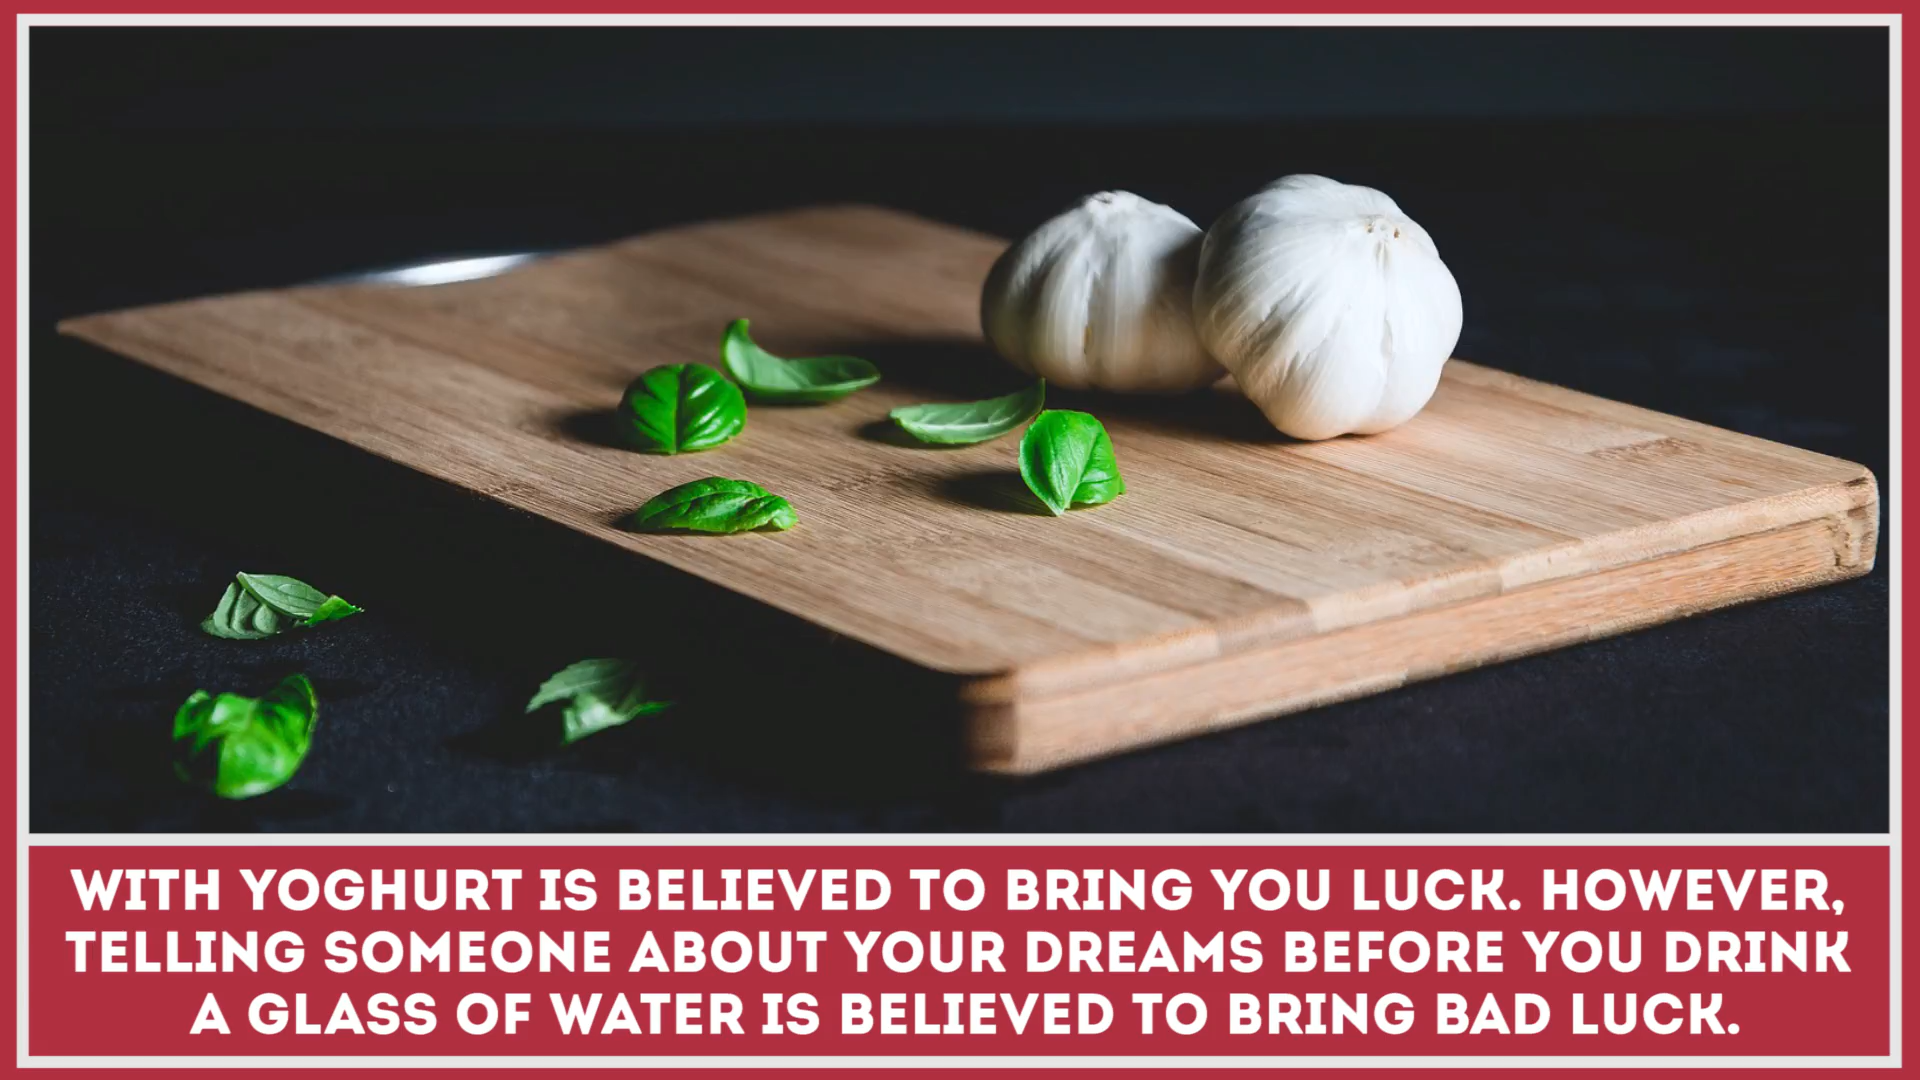 WITH YOGHURT IS BELIEVED TO BRING YOU LUCK. HOWEVER,
TELLING SOMEONE ABOUT YOUR DREAMS BEFORE YOU DRINK
A GLASS OF WATER IS BELIEVED TO BRING BAD LUCK.